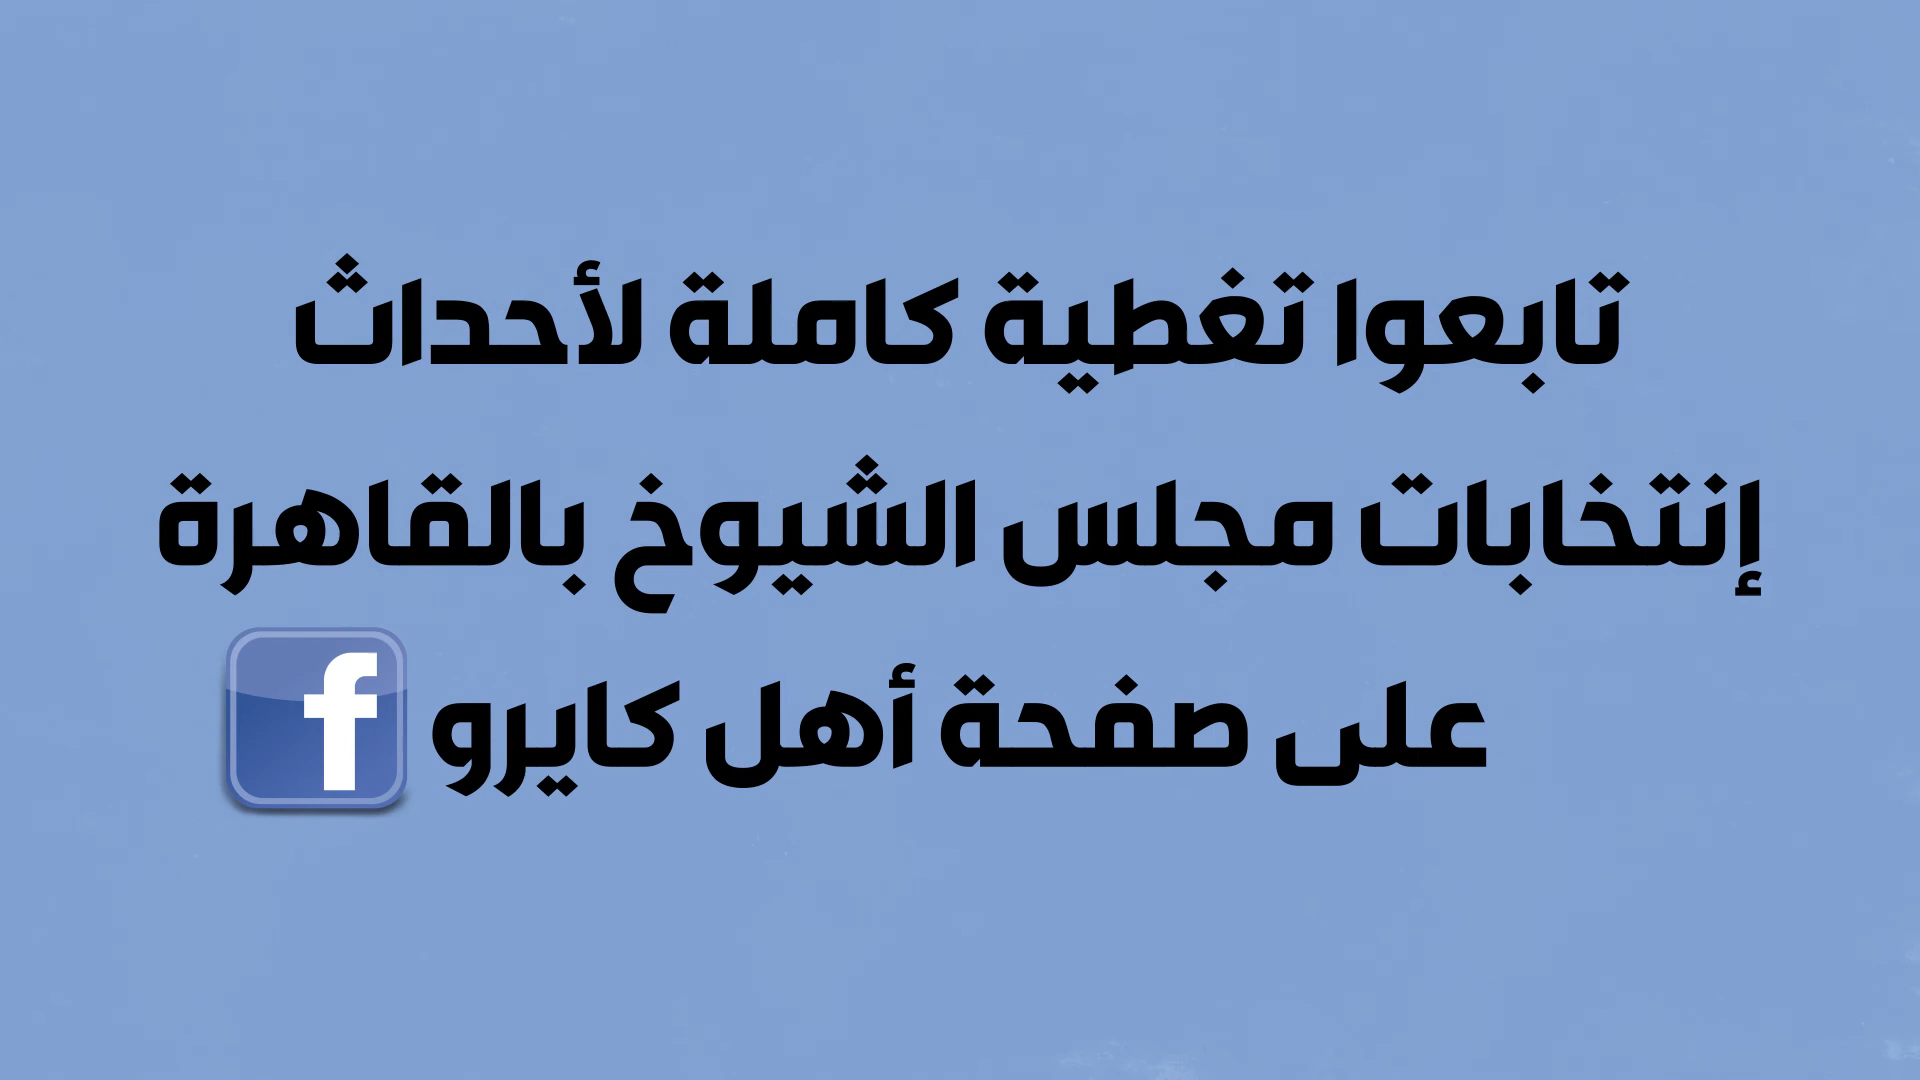 تابعوا تغطية كاملة لأحداث
إنتخابات مجلس الشيوخ بالقاهرة
على صفحة أهل كايرو
f